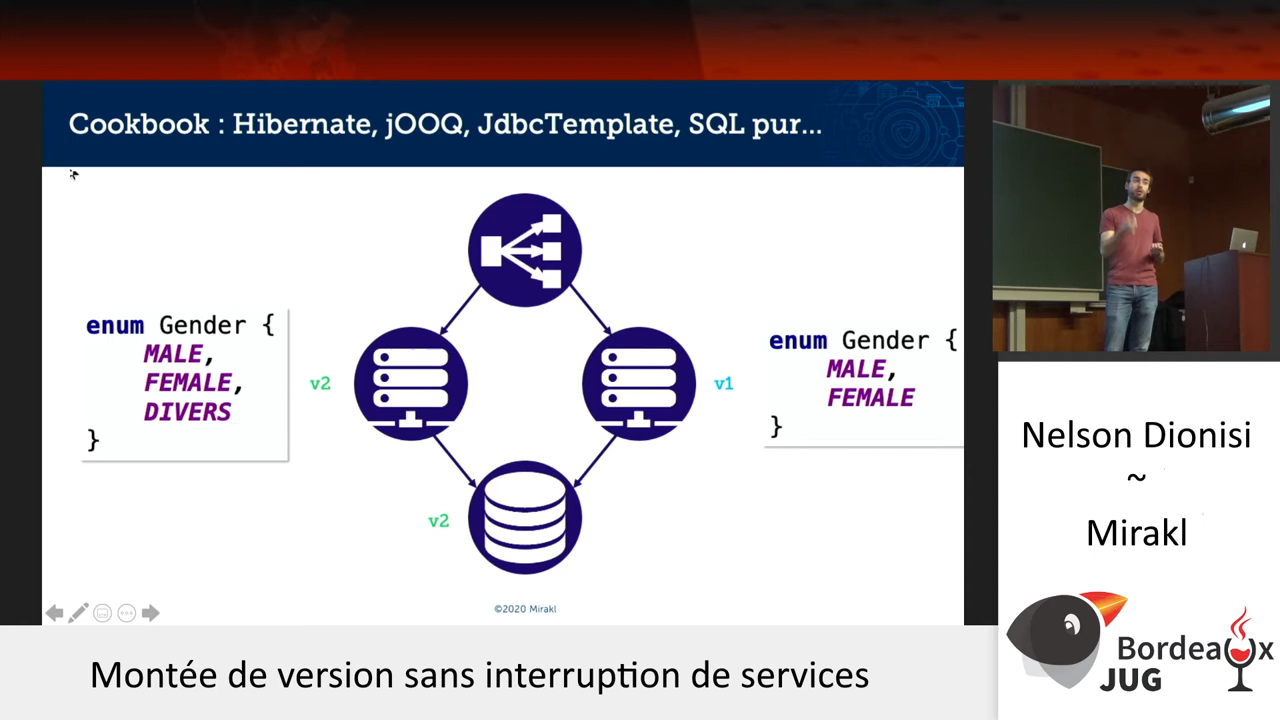 Cookbook : Hibernate, jOOQ, JdbcTemplate, SQL pur...
enum Gender {
MALE,
FEMALE,
DIVERS
}
v2
v1
enum Gender {
MALE,
FEMALE
}
v2
©2020 Mirakl
Nelson Dionisi
~
Mirakl
Bordeaux
JUG
Montée de version sans interruption de services